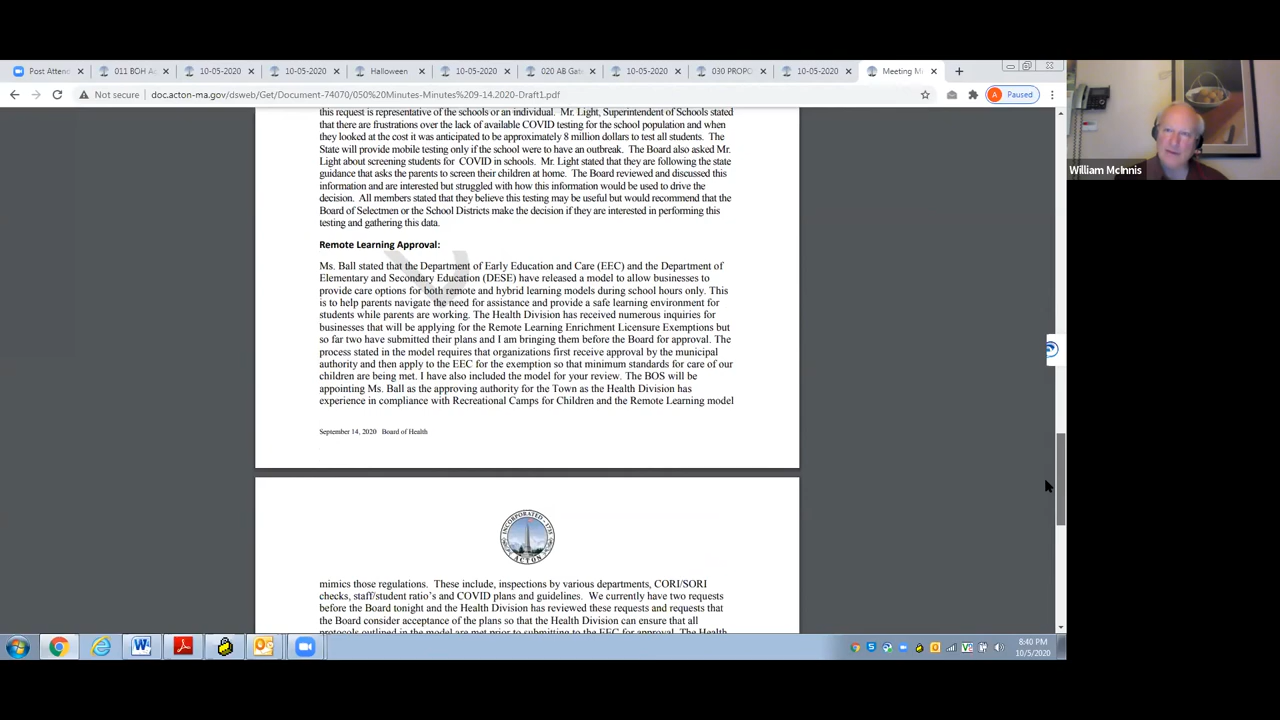 Post Attend
011 BOH A
10-05-2020
10-05-2020
Halloween
10-05-2020
020 AB Gat
10-05-2020
030 PROPO
10-05-2020
Meeting M
Not secure
doc.acton-ma.gov/dsweb/Get/Document-74070/050%20Minutes-Minutes%209-14.2020-Draft1.pdf
A Paused
William McInnis
this request is representative of the schools or an individual. Mr. Light, Superintendent of Schools stated
that there are frustrations over the lack of available COVID testing for the school population and when
they looked at the cost it was anticipated to be approximately 8 million dollars to test all students. The
State will provide mobile testing only if the school were to have an outbreak. The Board also asked Mr.
Light about screening students for COVID in schools. Mr. Light stated that they are following the state
guidance that asks the parents to screen their children at home. The Board reviewed and discussed this
information and are interested but struggled with how this information would be used to drive the
decision. All members stated that they believe this testing may be useful but would recommend that the
Board of Selectmen or the School Districts make the decision if they are interested in performing this
testing and gathering this data.
Remote Learning Approval:
Ms. Ball stated that the Department of Early Education and Care (EEC) and the Department of
Elementary and Secondary Education (DESE) have released a model to allow businesses to
provide care options for both remote and hybrid learning models during school hours only. This
is to help parents navigate the need for assistance and provide a safe learning environment for
students while parents are working. The Health Division has received numerous inquiries for
businesses that will be applying for the Remote Learning Enrichment Licensure Exemptions but
so far two have submitted their plans and I am bringing them before the Board for approval. The
process stated in the model requires that organizations first receive approval by the municipal
authority and then apply to the EEC for the exemption so that minimum standards for care of our
children are being met. I have also included the model for your review. The BOS will be
appointing Ms. Ball as the approving authority for the Town as the Health Division has
experience in compliance with Recreational Camps for Children and the Remote Learning model
September 14, 2020 Board of Health
INCORPORATED 1735
ACTON
mimics those regulations. These include, inspections by various departments, CORI/SORI
checks, staff/student ratio's and COVID plans and guidelines. We currently have two requests
before the Board tonight and the Health Division has reviewed these requests and requests that
the Board consider acceptance of the plans so that the Health Division can ensure that all
protocols outlined in the model are met prior to submitting to the EEC for approval. The Health
8:40 PM
10/5/2020